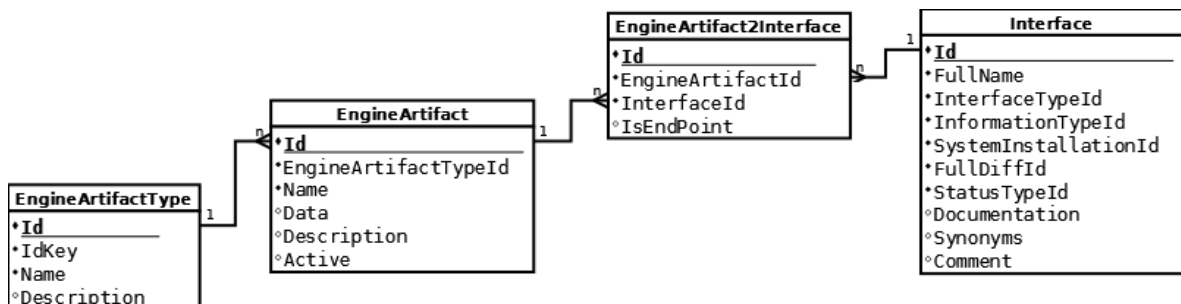 EngineArtifactType
Id
IdKey
Name
Description
1
n
EngineArtifact
Id
EngineArtifactTypeId
Name
Data
Description
Active
1
n
EngineArtifact2Interface
Id
EngineArtifactId
InterfaceId
IsEndPoint
n
1
Interface
Id
FullName
InterfaceTypeId
InformationTypeId
SystemInstallationId
FullDiffId
StatusTypeId
Documentation
Synonyms
Comment